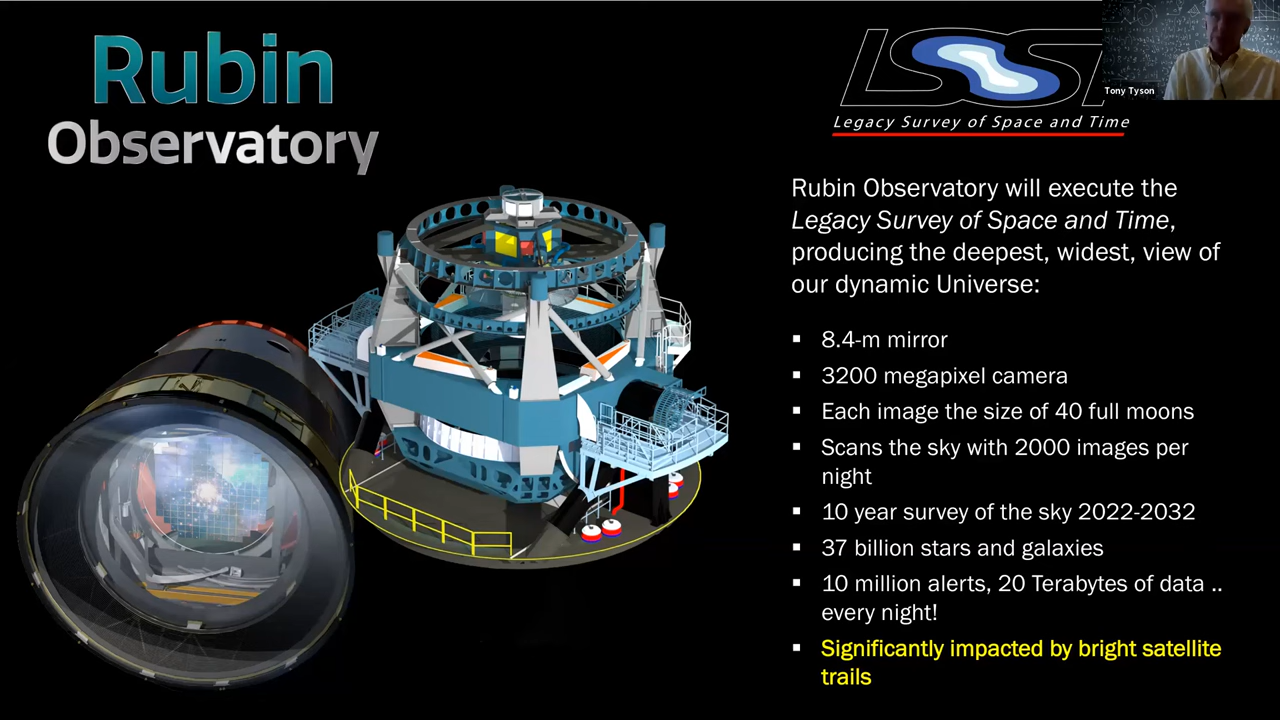 Rubin
Observatory
LSST
Tony Tyson
Legacy Survey of Space and Time
Rubin Observatory will execute the
Legacy Survey of Space and Time,
producing the deepest, widest, view of
our dynamic Universe:
▪ 8.4-m mirror
▪ 3200 megapixel camera
▪ Each image the size of 40 full moons
▪ Scans the sky with 2000 images per
night
▪ 10 year survey of the sky 2022-2032
▪ 37 billion stars and galaxies
▪ 10 million alerts, 20 Terabytes of data ..
every night!
▪ Significantly impacted by bright satellite
trails